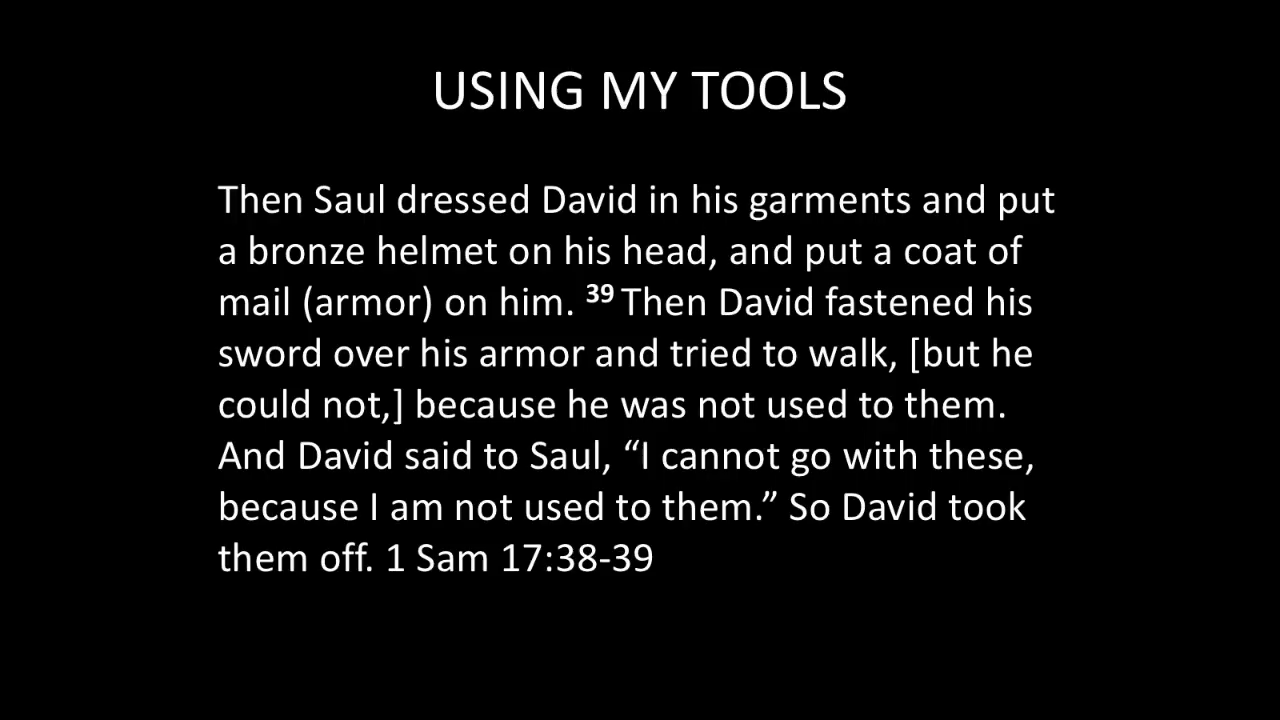 USING MY TOOLS
Then Saul dressed David in his garments and put
a bronze helmet on his head, and put a coat of
mail (armor) on him. 39 Then David fastened his
sword over his armor and tried to walk, [but he
could not,] because he was not used to them.
And David said to Saul, “I cannot go with these,
because I am not used to them.” So David took
them off. 1 Sam 17:38-39